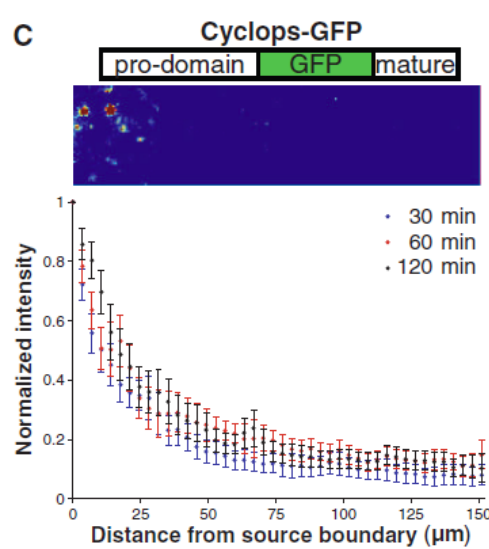 C
Cyclops-GFP
pro-domain GFP mature
1
0.8
0.6
0.4
0.2
0
30 min
60 min
120 min
Normalized intensity
0 25 50 75 100 125 150
Distance from source boundary (µm)